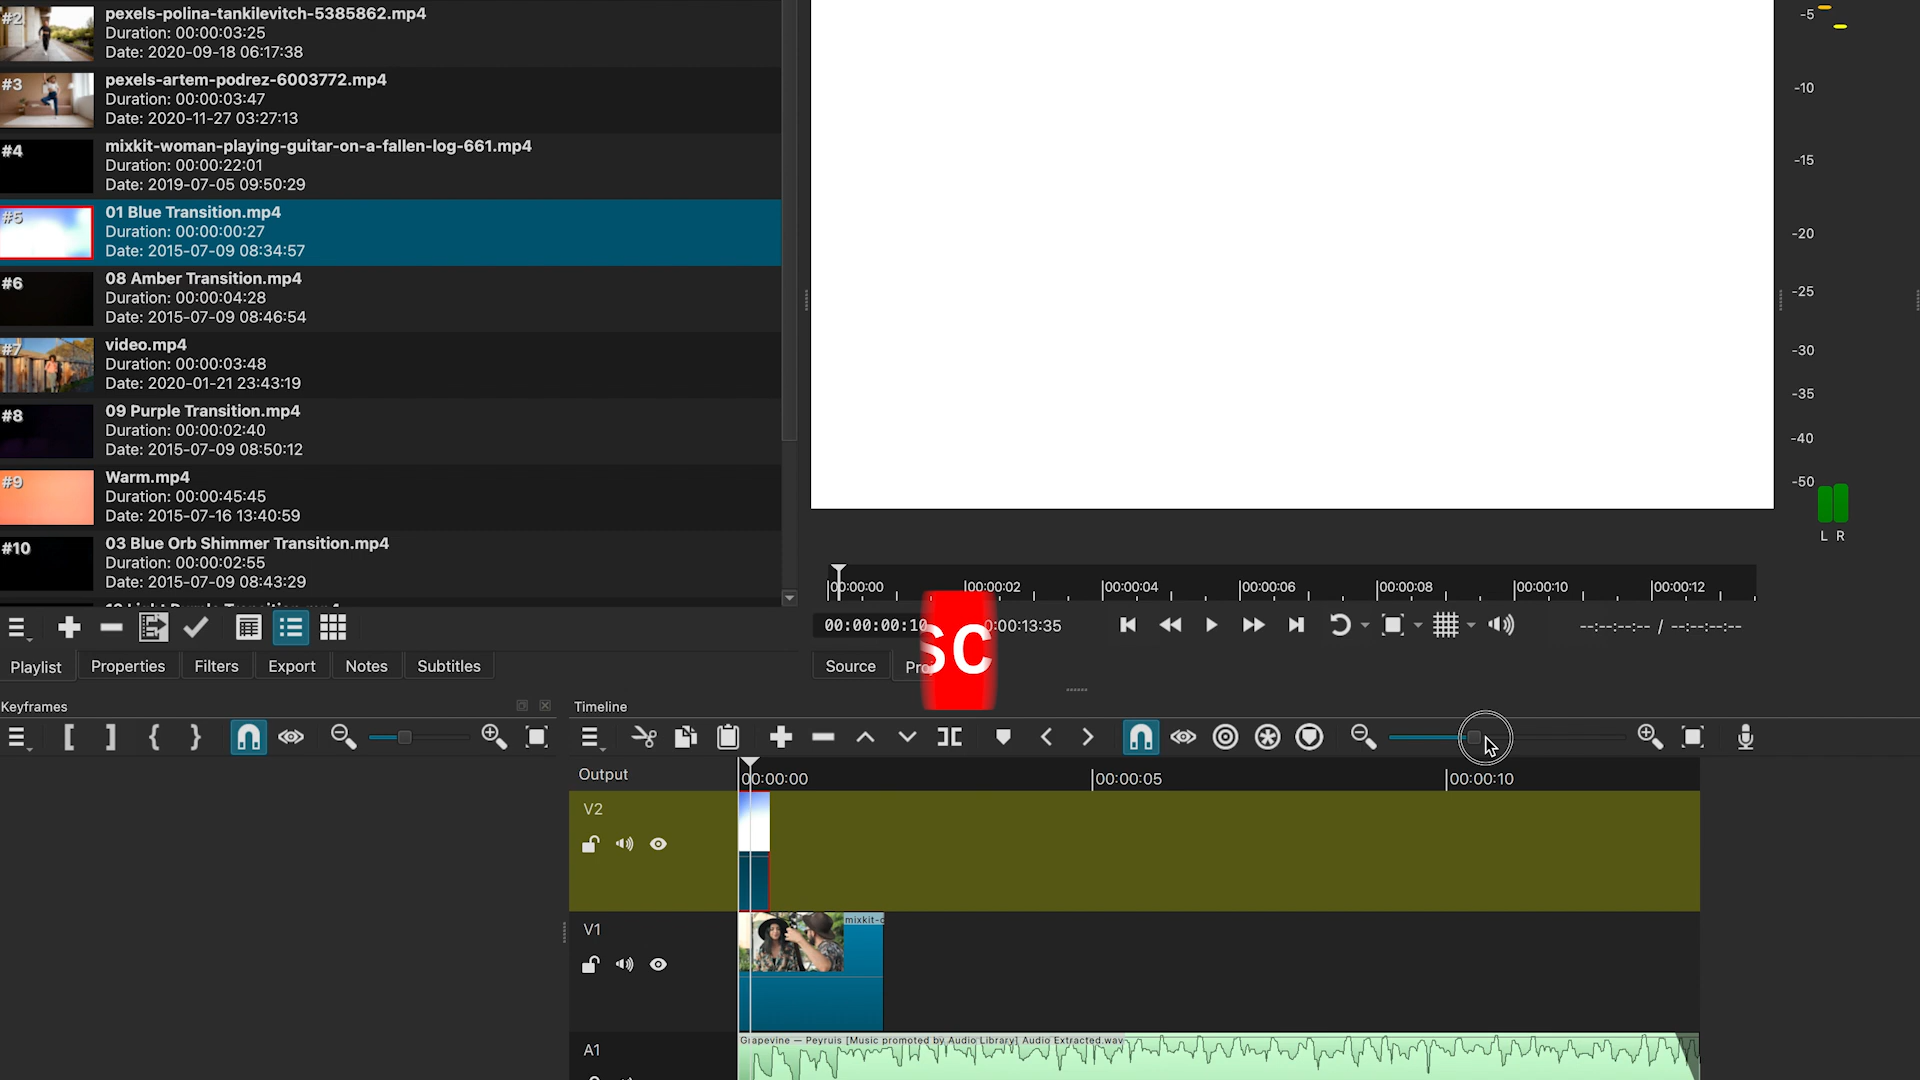 #2
pexels-polina-tankilevitch-5385862.mp4
Duration: 00:00:03:25
Date: 2020-09-18 06:17:38
#3
pexels-artem-podrez-6003772.mp4
Duration: 00:00:03:47
Date: 2020-11-27 03:27:13
#4
mixkit-woman-playing-guitar-on-a-fallen-log-661.mp4
Duration: 00:00:22:01
Date: 2019-07-05 09:50:29
#5
01 Blue Transition.mp4
Duration: 00:00:00:27
Date: 2015-07-09 08:34:57
#6
08 Amber Transition.mp4
Duration: 00:00:04:28
Date: 2015-07-09 08:46:54
#7
video.mp4
Duration: 00:00:03:48
Date: 2020-01-21 23:43:19
#8
09 Purple Transition.mp4
Duration: 00:00:02:40
Date: 2015-07-09 08:50:12
#9
Warm.mp4
Duration: 00:00:45:45
Date: 2015-07-16 13:40:59
#10
03 Blue Orb Shimmer Transition.mp4
Duration: 00:00:02:55
Date: 2015-07-09 08:43:29
Playlist Properties Filters Export Notes Subtitles
-5
-10
-15
-20
-25
-30
-35
-40
-50
L R
00:00:00 00:00:02 00:00:04 00:00:06 00:00:08 00:00:10 00:00:12
00:00:00:10 0:00:13:35 --:--:--:-- / --:--:--:--
SC
Source Pro
Keyframes
Timeline
Output 00:00:00 00:00:05 00:00:10
V2
V1
mixkit-c
A1
Grapevine — Peyruis [Music promoted by Audio Library] Audio Extracted.wav